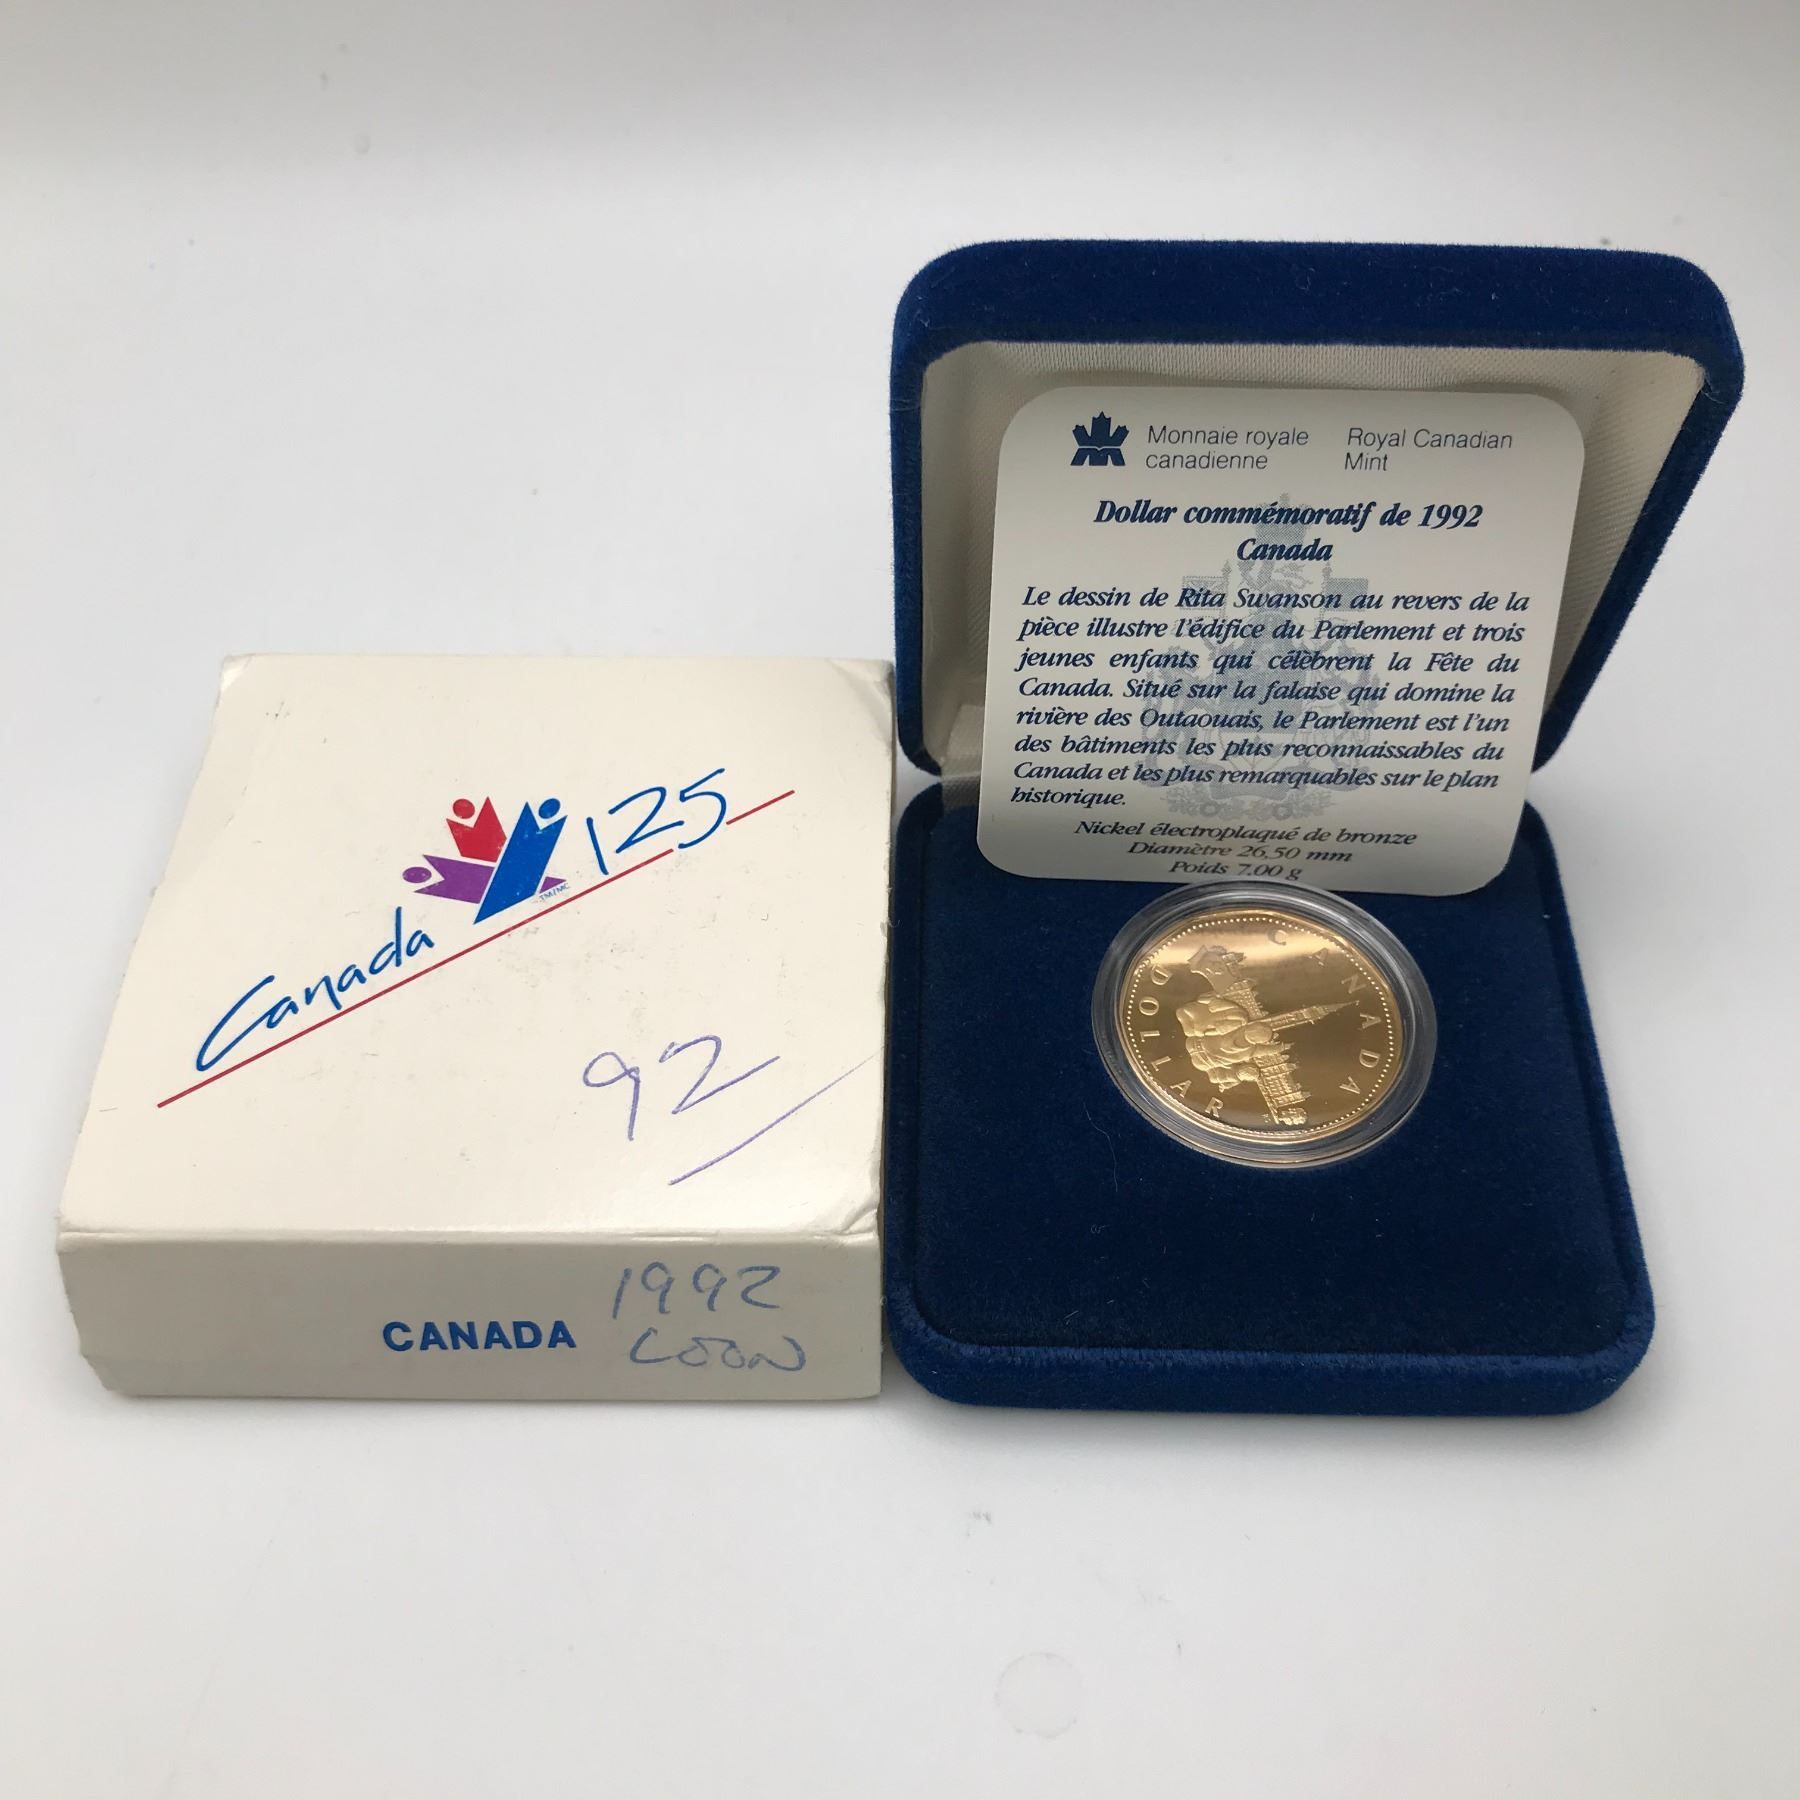 Canada 125
TM/MC
92
CANADA
1992
LOON
Monnaie royale
canadienne
Royal Canadian
Mint
Dollar commémoratif de 1992
Canada
Le dessin de Rita Swanson au revers de la
pièce illustre l'édifice du Parlement et trois
jeunes enfants qui célèbrent la Fête du
Canada. Situé sur la falaise qui domine la
rivière des Outaouais, le Parlement est l'un
des bâtiments les plus reconnaissables du
Canada et les plus remarquables sur le plan
historique.
Nickel électroplaqué de bronze
Diamètre 26,50 mm
Poids 7.00 g
CANADA
DOLLAR